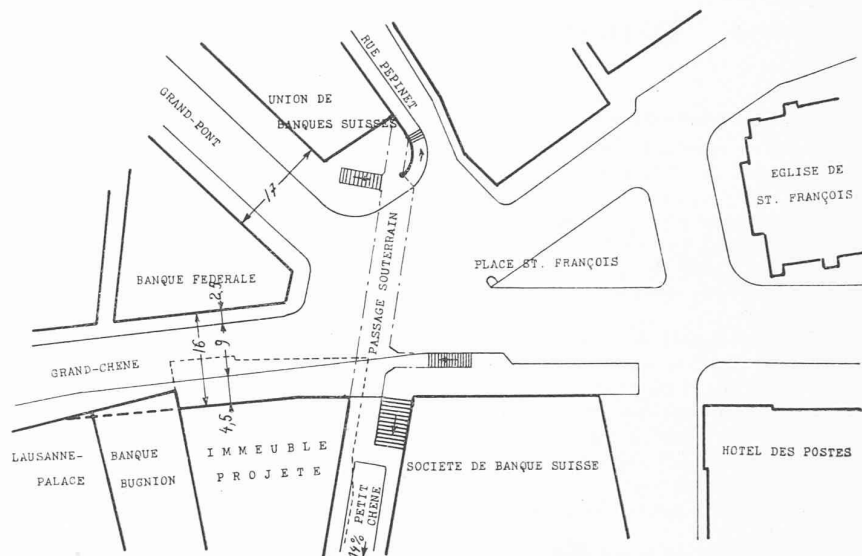 RUE PEPINET
GRAND-PONT
UNION DE
BANQUES SUISSES
17
EGLISE DE
ST. FRANÇOIS
PLACE ST. FRANÇOIS
PASSAGE SOUTERRAIN
BANQUE FEDERALE
2,5
16
9
4,5
GRAND-CHENE
LAUSANNE-
PALACE
BANQUE
BUGNION
IMMEUBLE
PROJETE
14% PETIT
CHENE
SOCIETE DE BANQUE SUISSE
HOTEL DES POSTES